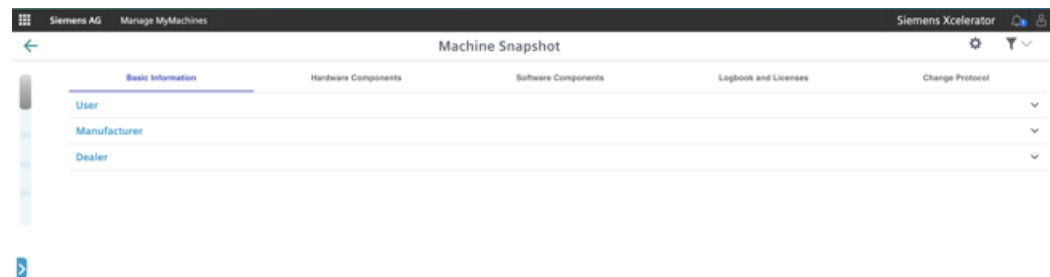 Siemens AG Manage MyMachines Siemens Xcelerator
Machine Snapshot
Basic Information Hardware Components Software Components Logbook and Licenses Change Protocol
User
Manufacturer
Dealer